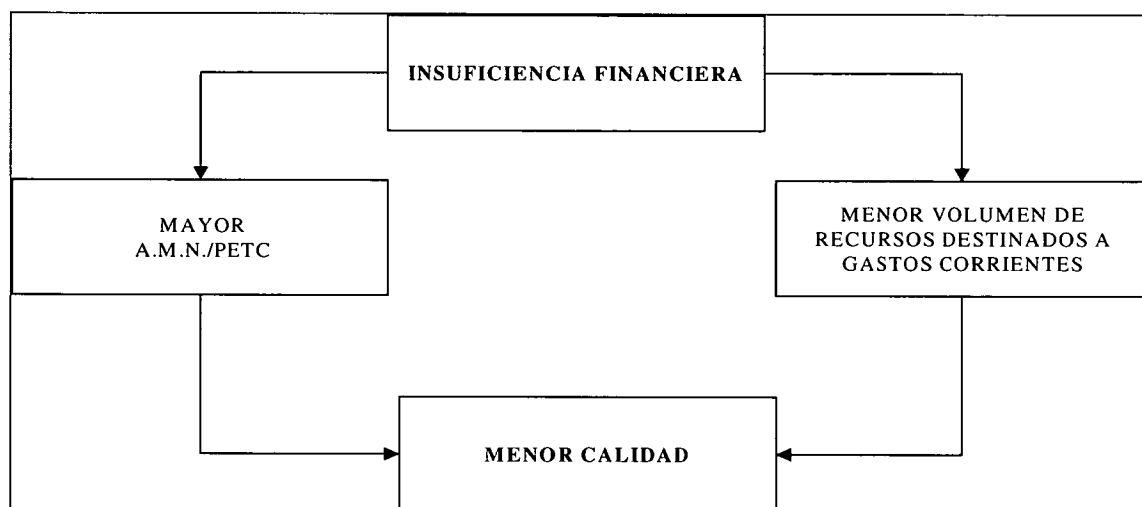 INSUFICIENCIA FINANCIERA
MAYOR
A.M.N./PETC
MENOR VOLUMEN DE
RECURSOS DESTINADOS A
GASTOS CORRIENTES
MENOR CALIDAD